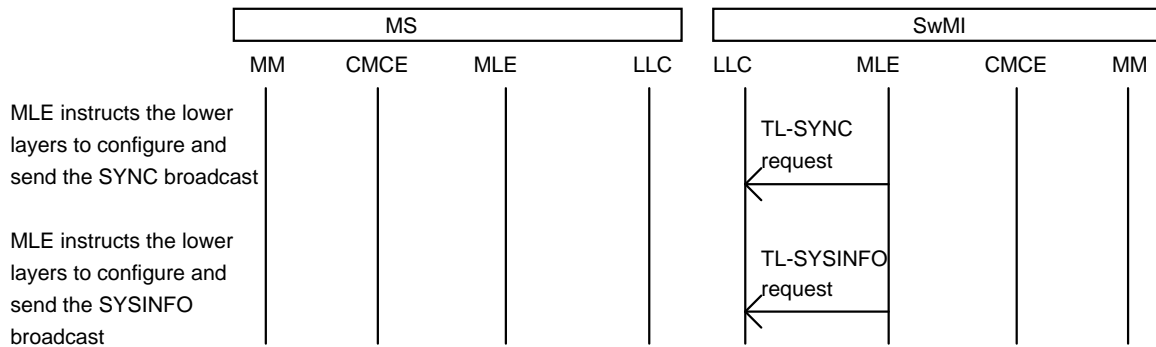 MS SwMI
MM CMCE MLE LLC LLC MLE CMCE MM
MLE instructs the lower
layers to configure and
send the SYNC broadcast
TL-SYNC
request
MLE instructs the lower
layers to configure and
send the SYSINFO
broadcast
TL-SYSINFO
request